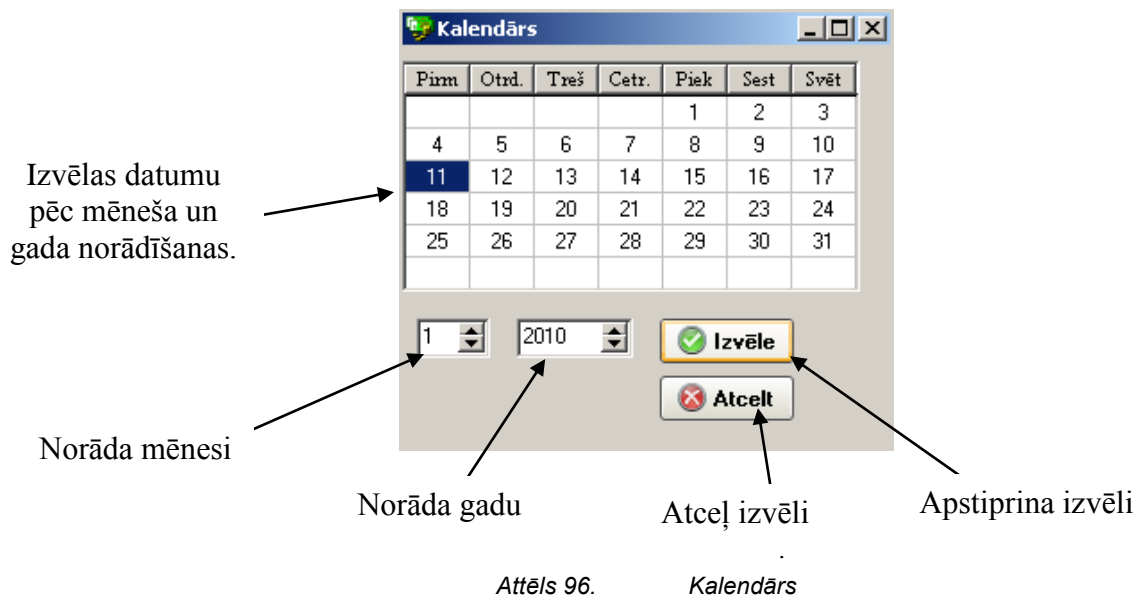 Kalendārs
Pirm Otrd. Treš Cetr. Piek Sest Svēt
1 2 3
4 5 6 7 8 9 10
11 12 13 14 15 16 17
18 19 20 21 22 23 24
25 26 27 28 29 30 31
Izvēlas datumu
pēc mēneša un
gada norādīšanas.
1 2010 Izvēle
Atcelt
Norāda mēnesi
Norāda gadu
Atceļ izvēli
Apstiprina izvēli
.
Attēls 96. Kalendārs